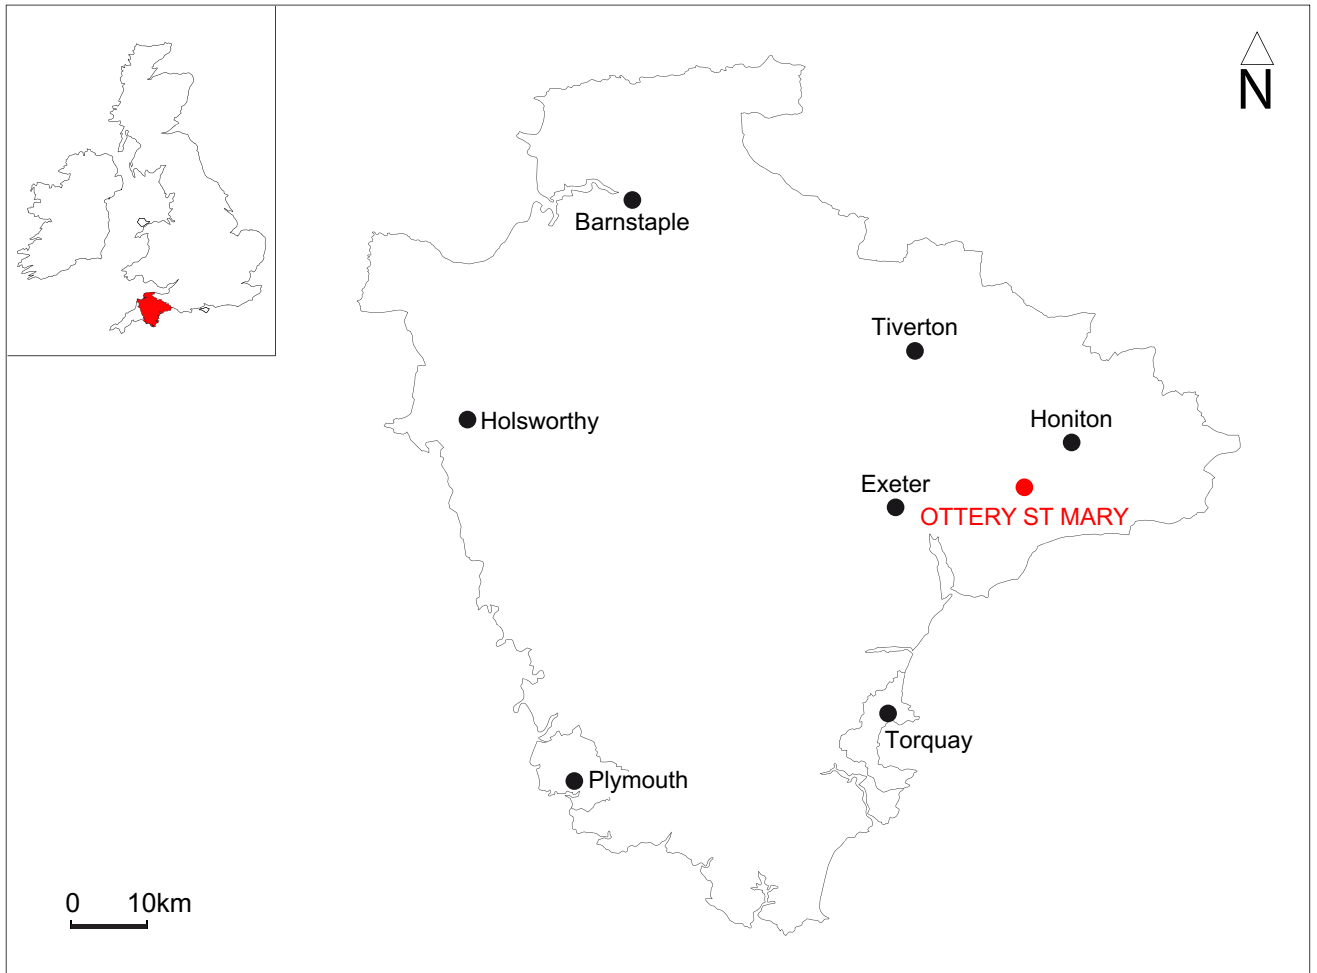 N
Barnstaple
Tiverton
Holsworthy
Honiton
Exeter
OTTERY ST MARY
Torquay
Plymouth
0 10km